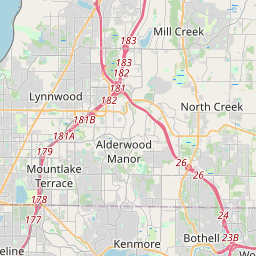 183
Mill Creek
183
182
181
Lynnwood
182
North Creek
181B
181A
Alderwood
Manor
179
26
Mountlake
Terrace
26
178
177
24
Bothell
23B
Kenmore